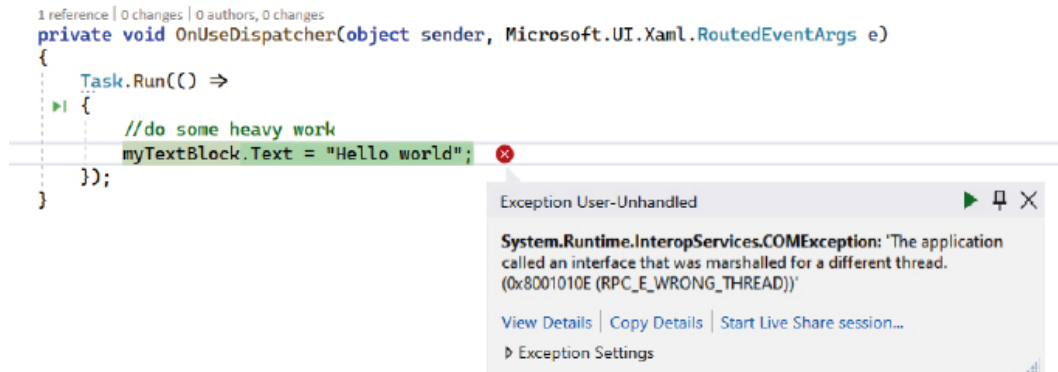 1 reference | 0 changes | 0 authors, 0 changes
private void OnUseDispatcher(object sender, Microsoft.UI.Xaml.RoutedEventArgs e)
{
Task.Run(() =>
{
//do some heavy work
myTextBlock.Text = "Hello world";
});
}
Exception User-Unhandled
System.Runtime.InteropServices.COMException: 'The application
called an interface that was marshalled for a different thread.
(0x8001010E (RPC_E_WRONG_THREAD))'
View Details | Copy Details | Start Live Share session...
Exception Settings